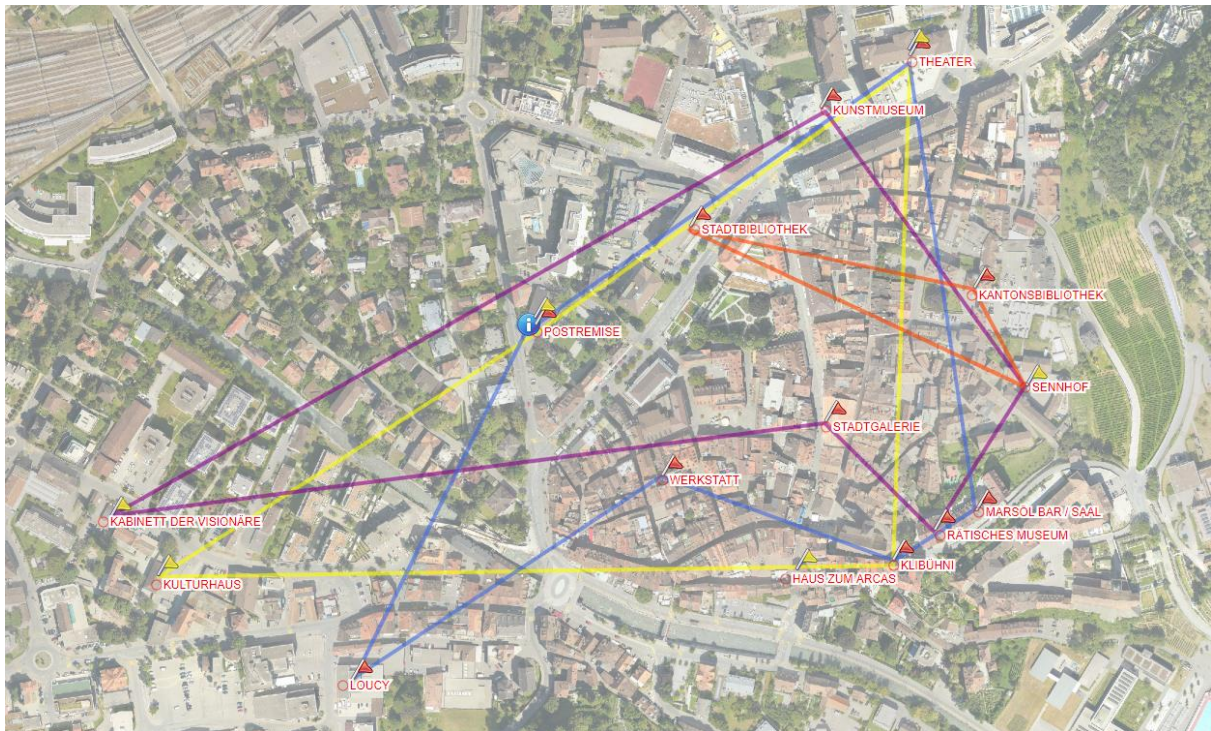 THEATER
KUNSTMUSEUM
STADTBIBLIOTHEK
KANTONSBIBLIOTHEK
i
POSTREMISE
SENNHOF
STADTGALERIE
WERKSTATT
KABINETT DER VISIONÄRE
MARSÖL BAR / SAAL
RÄTISCHES MUSEUM
KLIBÜHNI
KULTURHAUS
HAUS ZUM ARCAS
LOUCY